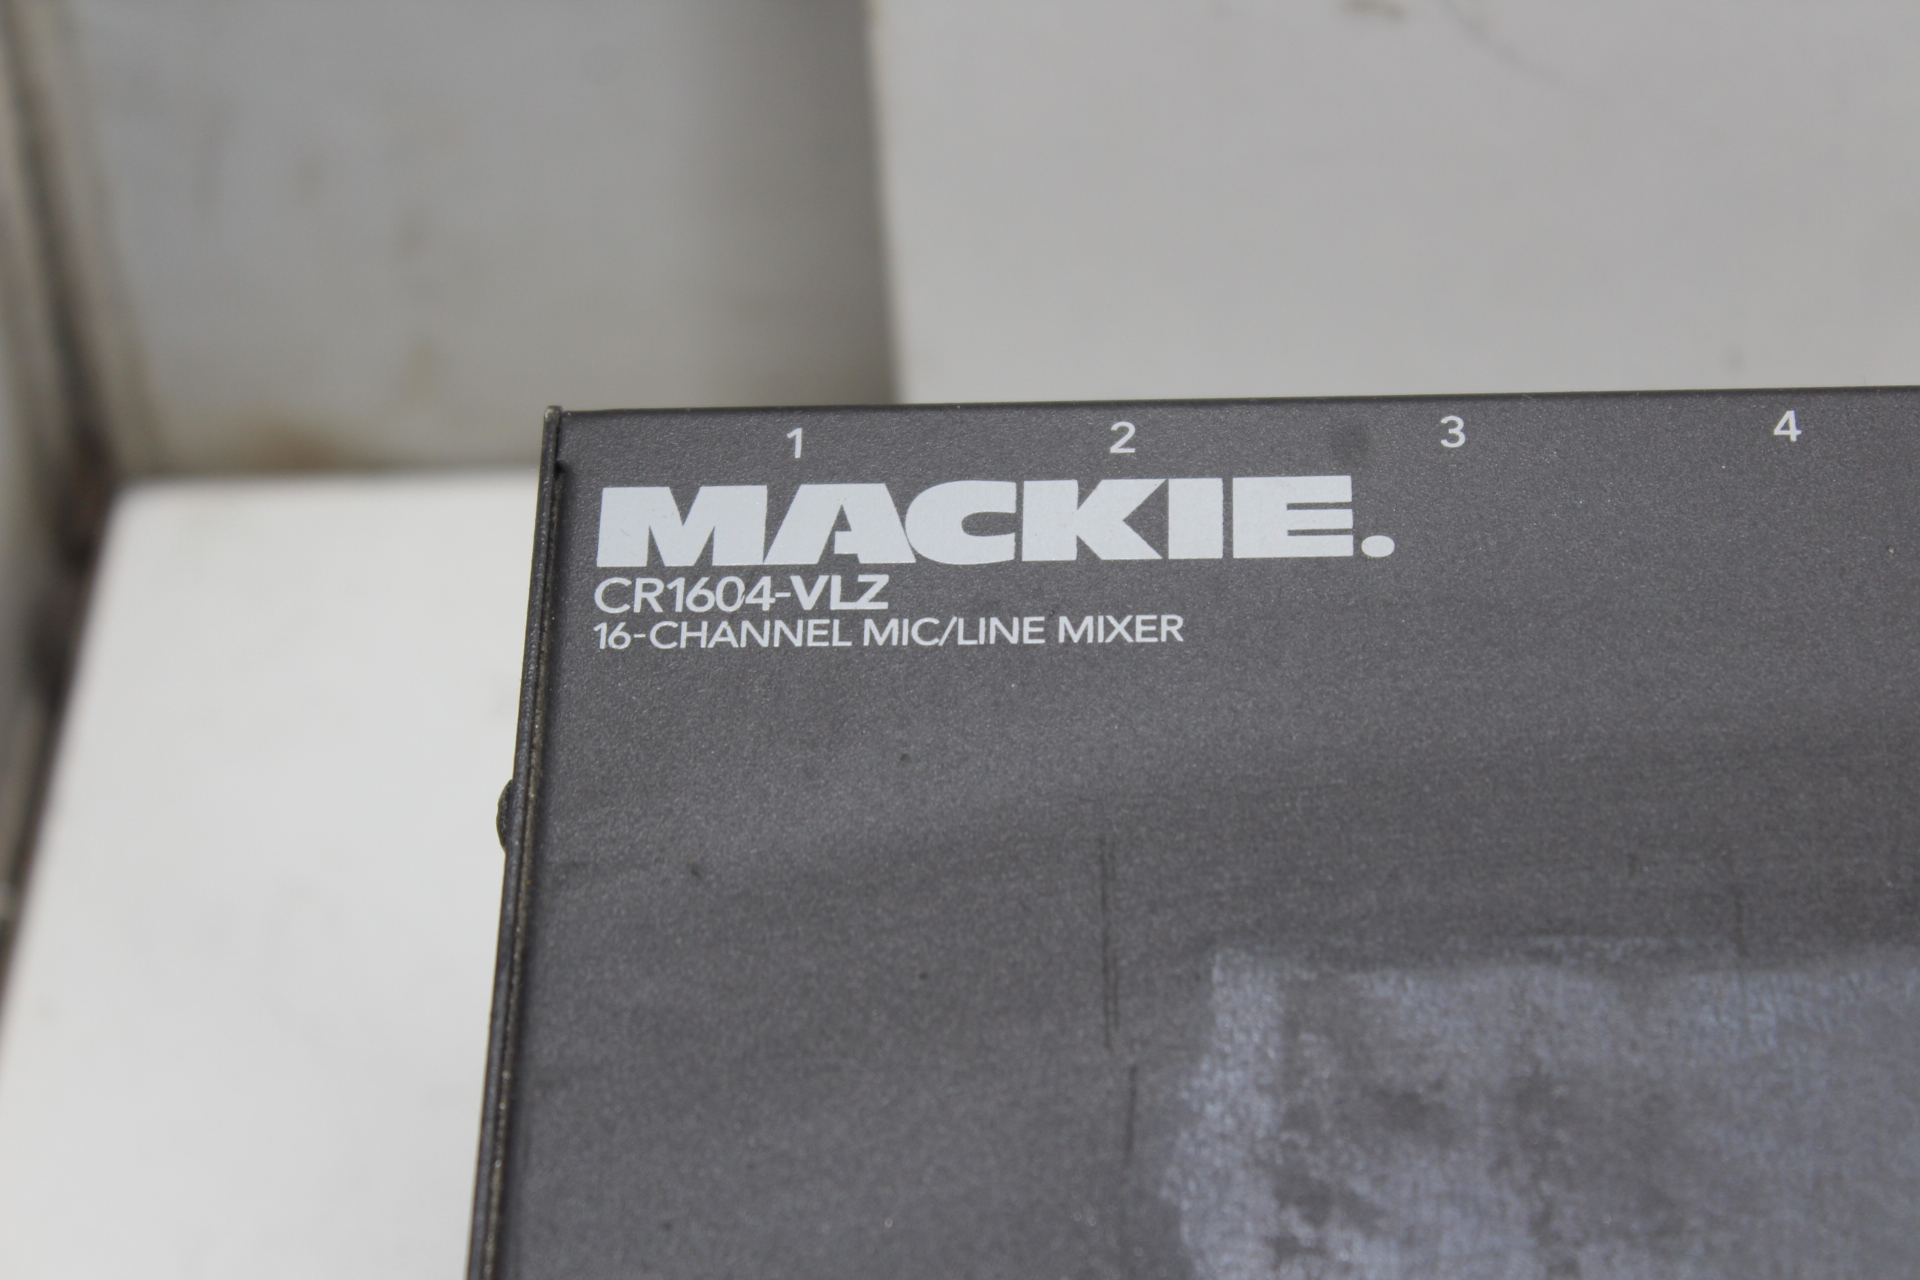 1 2 3 4
MACKIE.
CR1604-VLZ
16-CHANNEL MIC/LINE MIXER